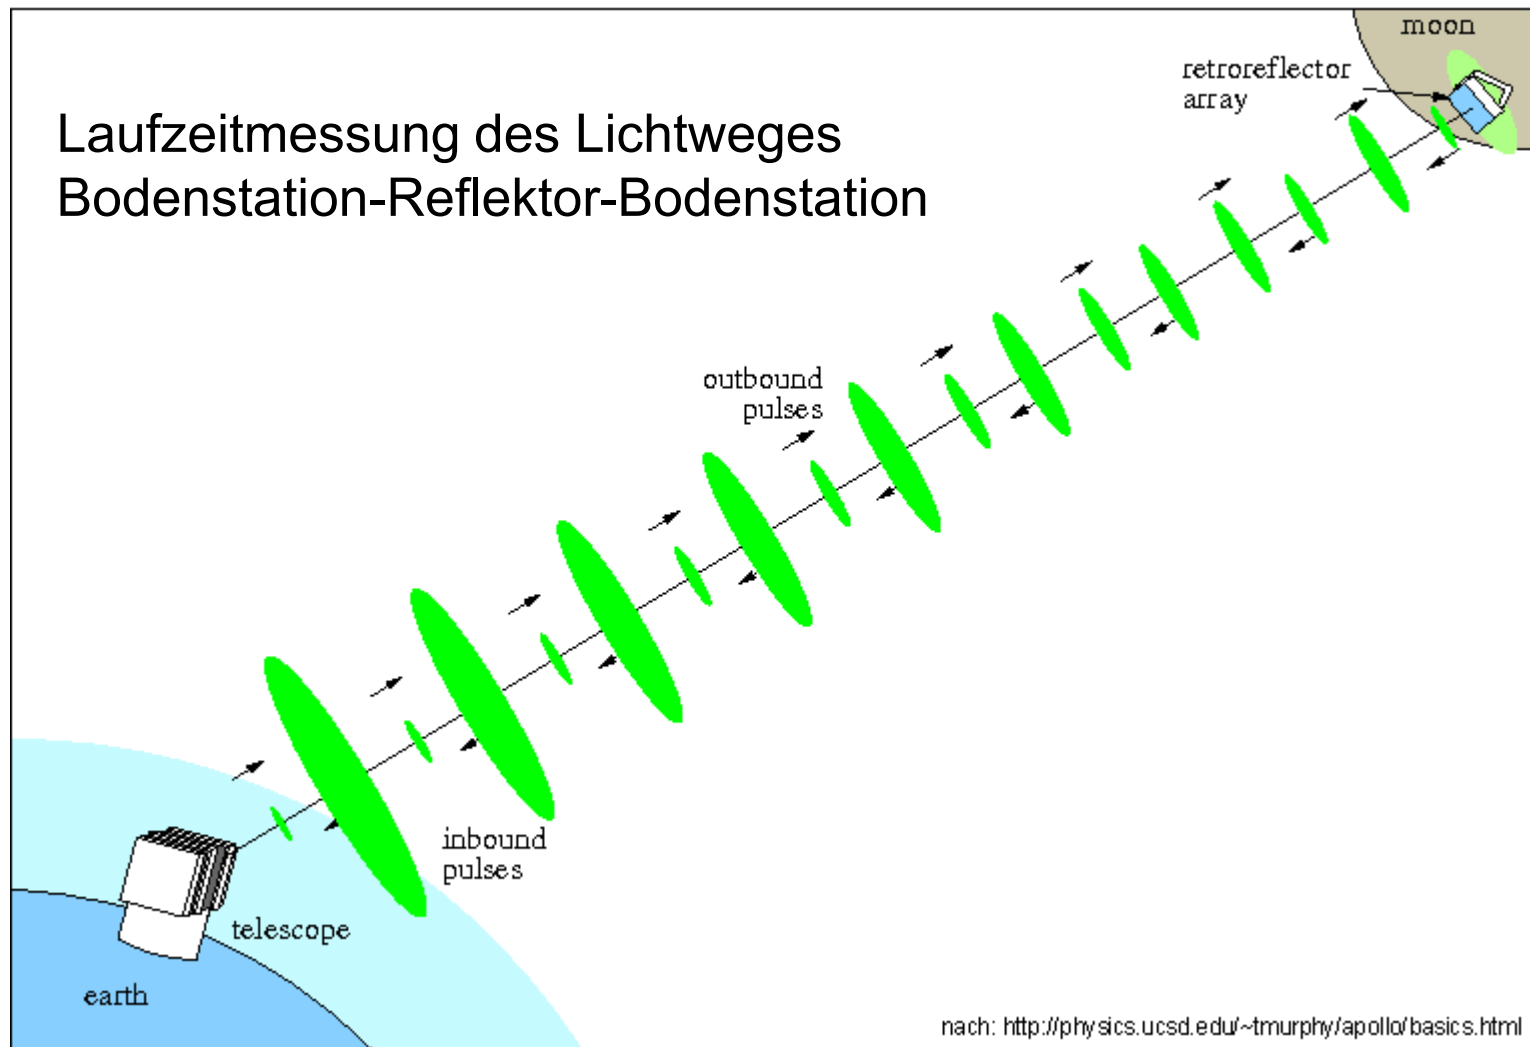 moon
retroreflector
array
Laufzeitmessung des Lichtweges
Bodenstation-Reflektor-Bodenstation
outbound
pulses
inbound
pulses
telescope
earth
nach: http://physics.ucsd.edu/~tmurphy/apollo/basics.html